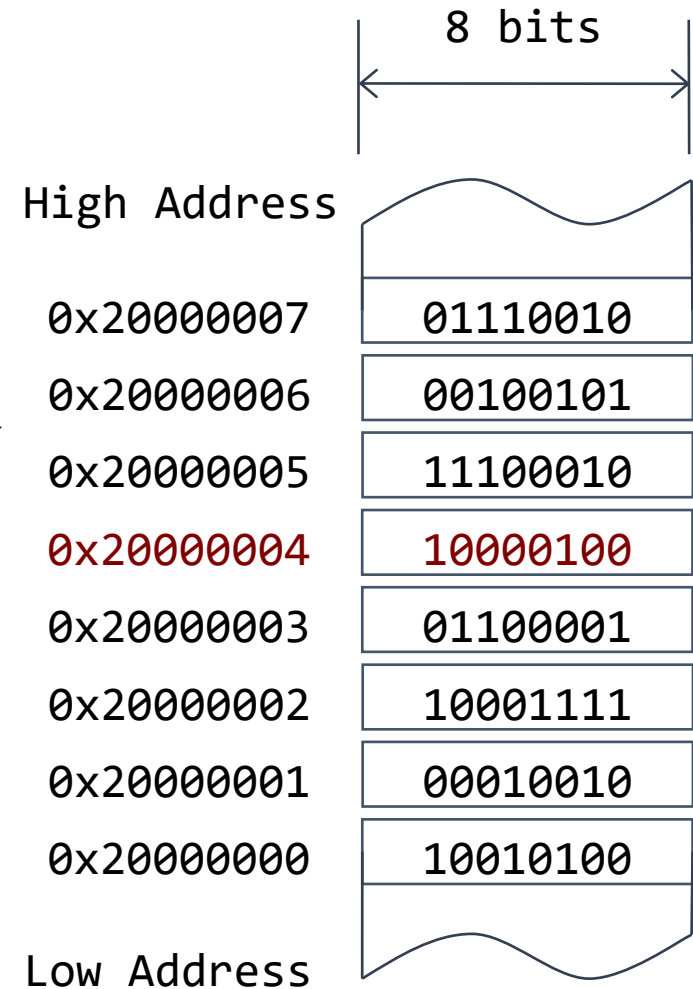 8 bits
High Address
0x20000007 01110010
0x20000006 00100101
0x20000005 11100010
0x20000004 10000100
0x20000003 01100001
0x20000002 10001111
0x20000001 00010010
0x20000000 10010100
Low Address